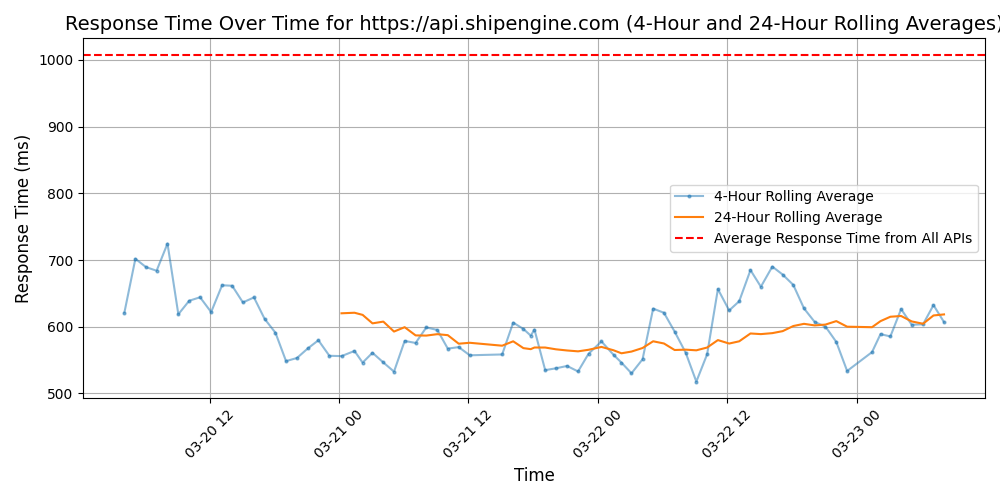 Response Time Over Time for https://api.shipengine.com (4-Hour and 24-Hour Rolling Averages)
Response Time (ms)
1000
900
800
700
600
500
4-Hour Rolling Average
24-Hour Rolling Average
Average Response Time from All APIs
03-20 12
03-21 00
03-21 12
03-22 00
03-22 12
03-23 00
Time